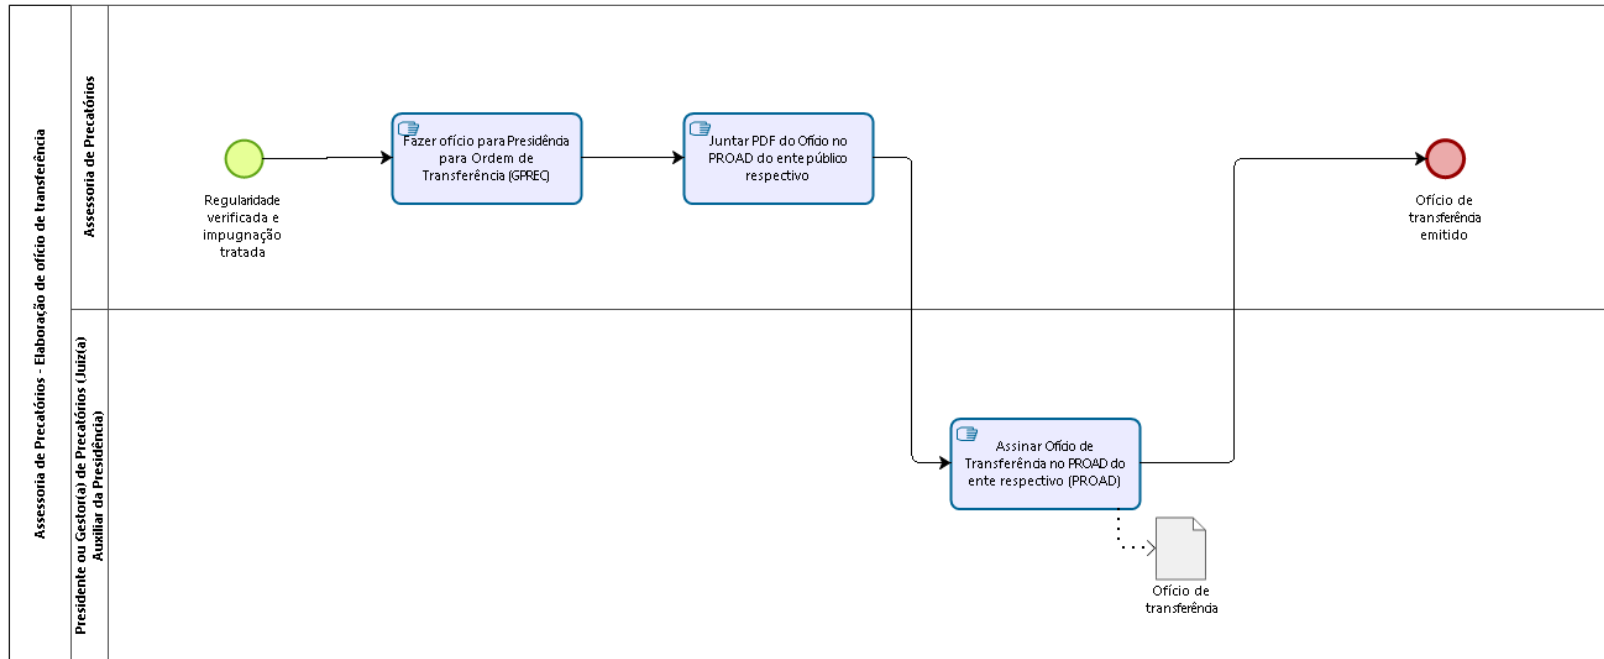 Assessoria de Precatórios - Elaboração de ofício de transferência
Assessoria de Precatórios
Regularidade
verificada e
impugnação
tratada
Fazer ofício para Presidência
para Ordem de
Transferência (GPREC)
Juntar PDF do Ofício no
PROAD do ente público
respectivo
Ofício de
transferência
emitido
Presidente ou Gestor(a) de Precatórios (Juiz(a)
Auxiliar da Presidência)
Assinar Ofício de
Transferência no PROAD do
ente respectivo (PROAD)
Ofício de
transferência